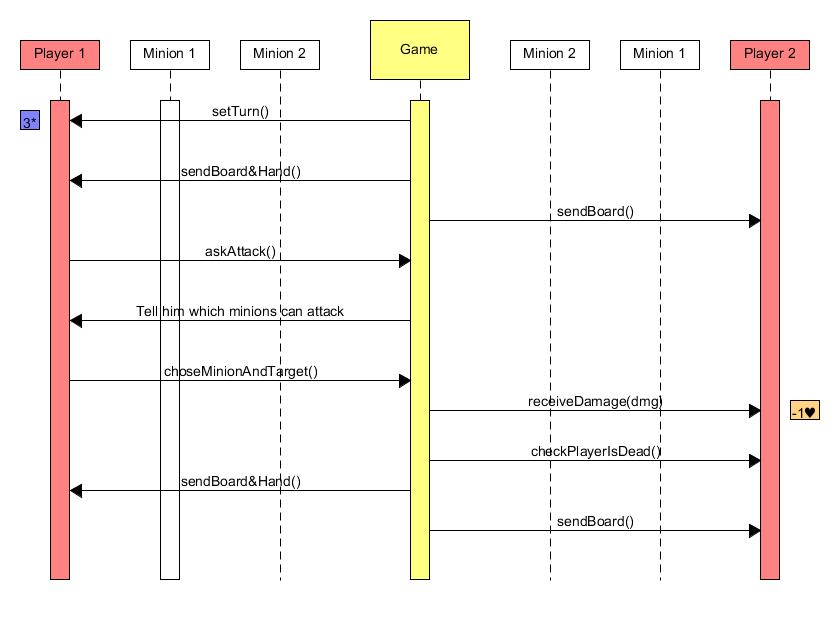 Player 1
Minion 1
Minion 2
Game
Minion 2
Minion 1
Player 2
setTurn()
3*
sendBoard&Hand()
sendBoard()
askAttack()
Tell him which minions can attack
choseMinionAndTarget()
receiveDamage(dmg)
-1♥
checkPlayerIsDead()
sendBoard&Hand()
sendBoard()